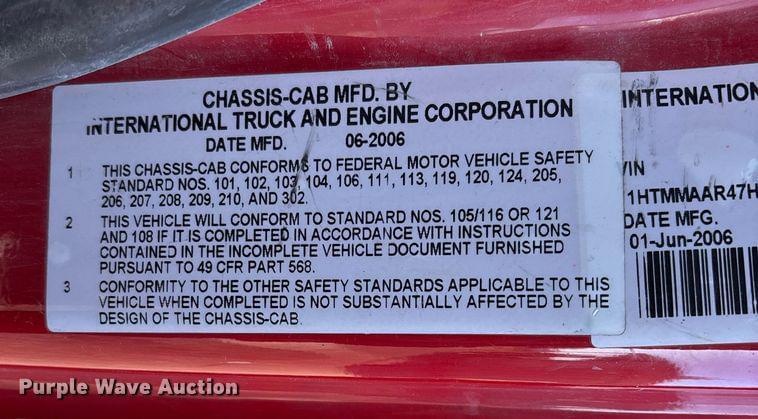 CHASSIS-CAB MFD. BY
INTERNATIONAL TRUCK AND ENGINE CORPORATION
DATE MFD. 06-2006
1 THIS CHASSIS-CAB CONFORMS TO FEDERAL MOTOR VEHICLE SAFETY
STANDARD NOS. 101, 102, 103, 104, 106, 111, 113, 119, 120, 124, 205,
206, 207, 208, 209, 210, AND 302.
2 THIS VEHICLE WILL CONFORM TO STANDARD NOS. 105/116 OR 121
AND 108 IF IT IS COMPLETED IN ACCORDANCE WITH INSTRUCTIONS
CONTAINED IN THE INCOMPLETE VEHICLE DOCUMENT FURNISHED
PURSUANT TO 49 CFR PART 568.
3 CONFORMITY TO THE OTHER SAFETY STANDARDS APPLICABLE TO THIS
VEHICLE WHEN COMPLETED IS NOT SUBSTANTIALLY AFFECTED BY THE
DESIGN OF THE CHASSIS-CAB.
INTERNATION
VIN
1HTMMAAR47H
DATE MFG.
01-Jun-2006
Purple Wave Auction